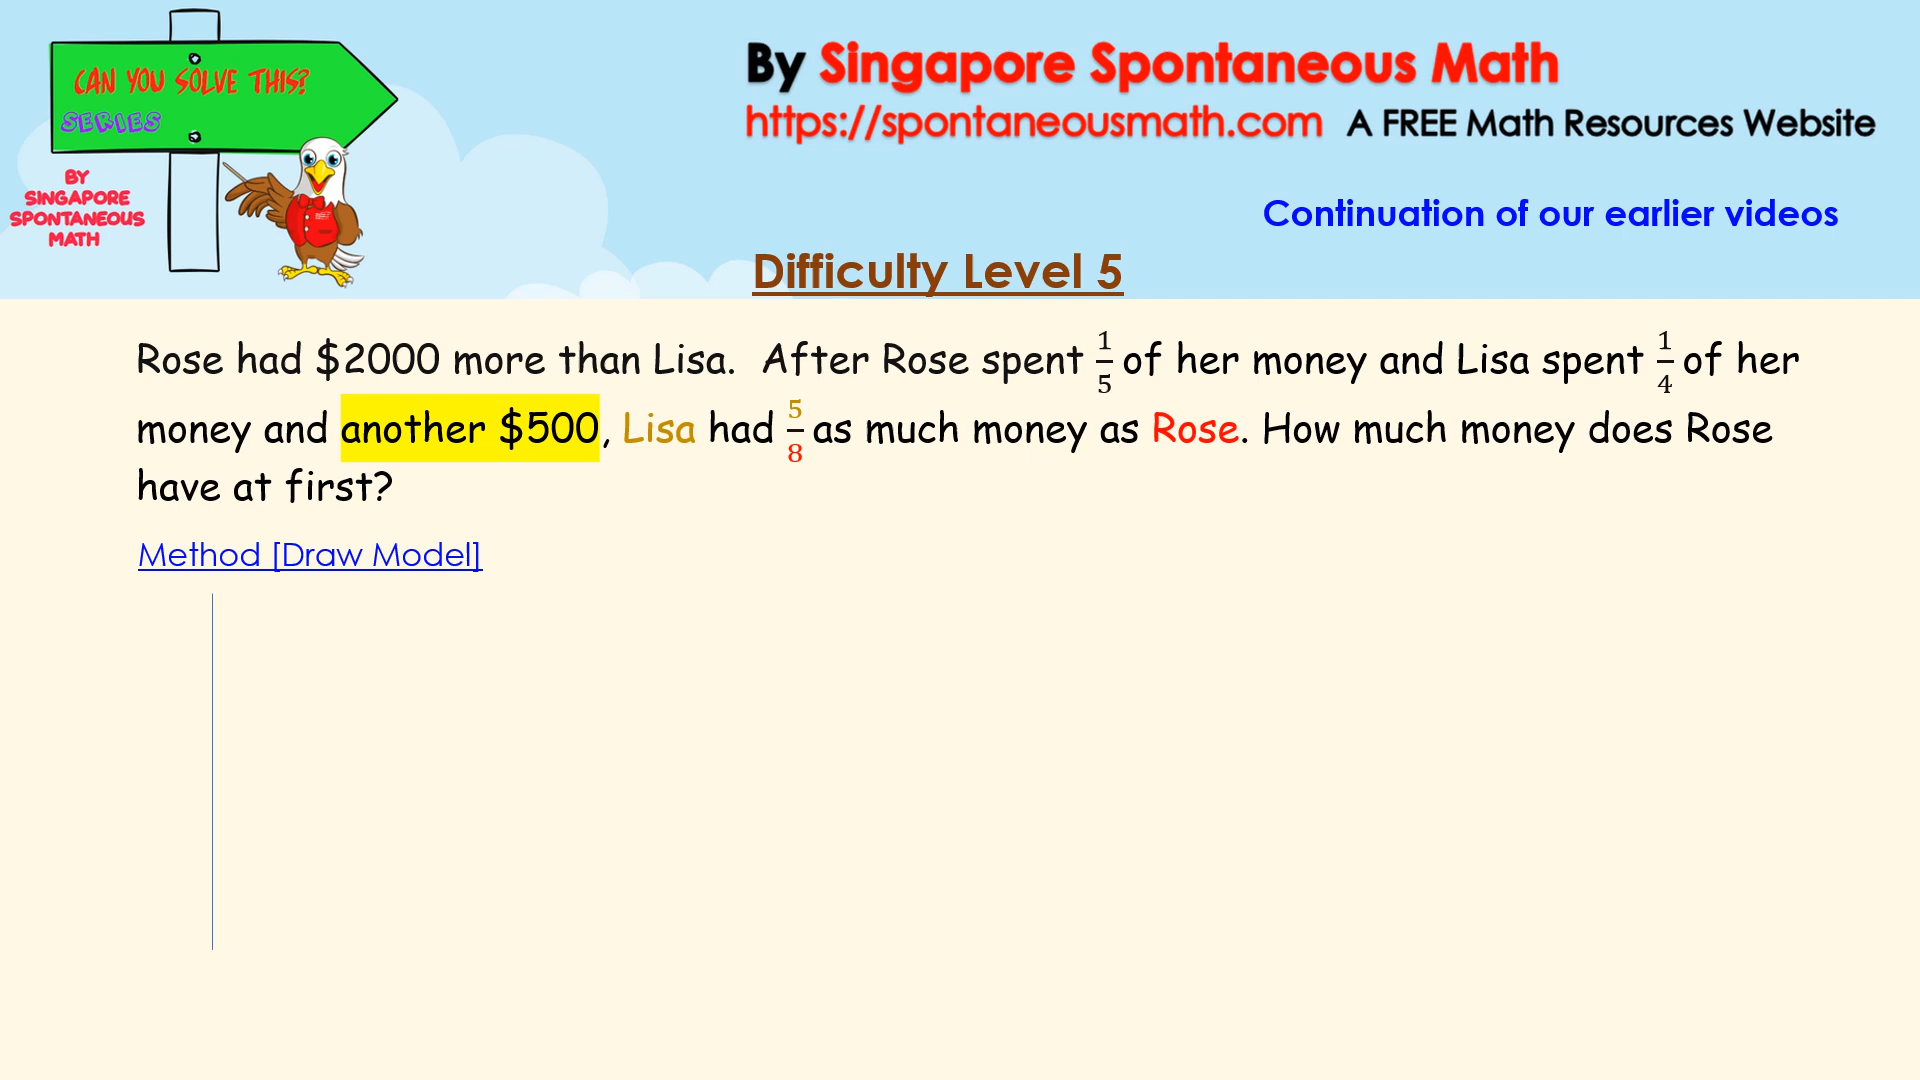 CAN YOU SOLVE THIS?
SERIES
BY
SINGAPORE
SPONTANEOUS
MATH
By Singapore Spontaneous Math
https://spontaneousmath.com A FREE Math Resources Website
Continuation of our earlier videos
Difficulty Level 5
Rose had $2000 more than Lisa. After Rose spent 1/5 of her money and Lisa spent 1/4 of her
money and another $500, Lisa had 5/8 as much money as Rose. How much money does Rose
have at first?
Method [Draw Model]